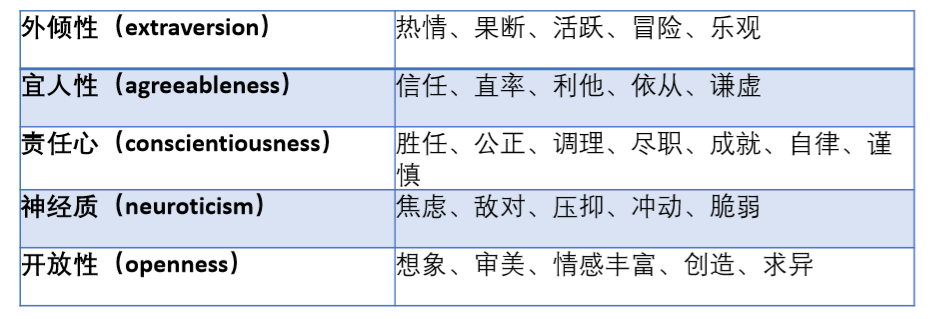 外倾性（extraversion） 热情、果断、活跃、冒险、乐观
宜人性（agreeableness） 信任、直率、利他、依从、谦虚
责任心（conscientiousness） 胜任、公正、调理、尽职、成就、自律、谨
慎
神经质（neuroticism） 焦虑、敌对、压抑、冲动、脆弱
开放性（openness） 想象、审美、情感丰富、创造、求异